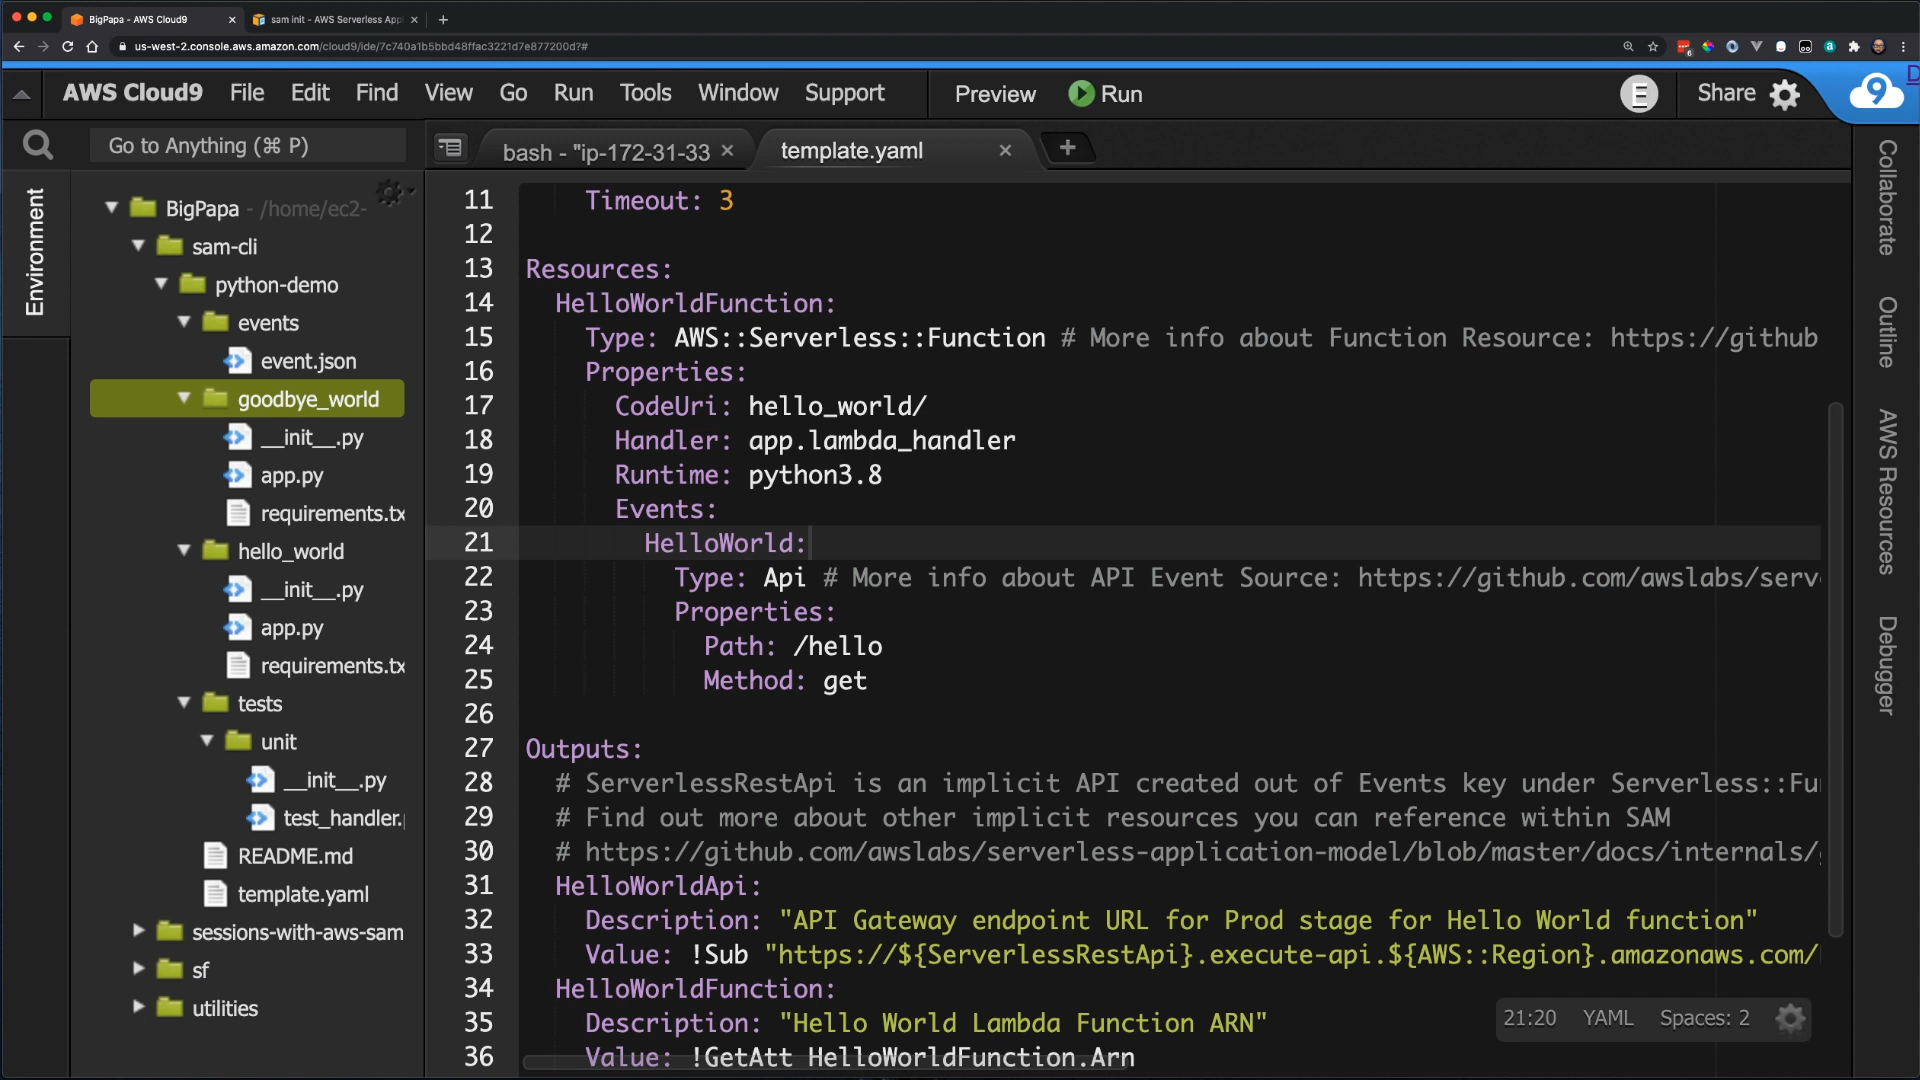 BigPapa - AWS Cloud9
sam init - AWS Serverless Appl
us-west-2.console.aws.amazon.com/cloud9/ide/7c740a1b5bbd48ffac3221d7e877200d?#
AWS Cloud9 File Edit Find View Go Run Tools Window Support Preview Run E Share 9
Go to Anything (⌘ P)
bash - "ip-172-31-33
template.yaml
Environment
BigPapa - /home/ec2-
sam-cli
python-demo
events
event.json
goodbye_world
__init__.py
app.py
requirements.tx
hello_world
__init__.py
app.py
requirements.tx
tests
unit
__init__.py
test_handler.p
README.md
template.yaml
sessions-with-aws-sam
sf
utilities
11 Timeout: 3
12
13 Resources:
14 HelloWorldFunction:
15 Type: AWS::Serverless::Function # More info about Function Resource: https://github
16 Properties:
17 CodeUri: hello_world/
18 Handler: app.lambda_handler
19 Runtime: python3.8
20 Events:
21 HelloWorld:
22 Type: Api # More info about API Event Source: https://github.com/awslabs/serv
23 Properties:
24 Path: /hello
25 Method: get
26
27 Outputs:
28 # ServerlessRestApi is an implicit API created out of Events key under Serverless::Fu
29 # Find out more about other implicit resources you can reference within SAM
30 # https://github.com/awslabs/serverless-application-model/blob/master/docs/internals/
31 HelloWorldApi:
32 Description: "API Gateway endpoint URL for Prod stage for Hello World function"
33 Value: !Sub "https://${ServerlessRestApi}.execute-api.${AWS::Region}.amazonaws.com/
34 HelloWorldFunction:
35 Description: "Hello World Lambda Function ARN"
36 Value: !GetAtt HelloWorldFunction.Arn
21:20 YAML Spaces: 2
Collaborate
Outline
AWS Resources
Debugger